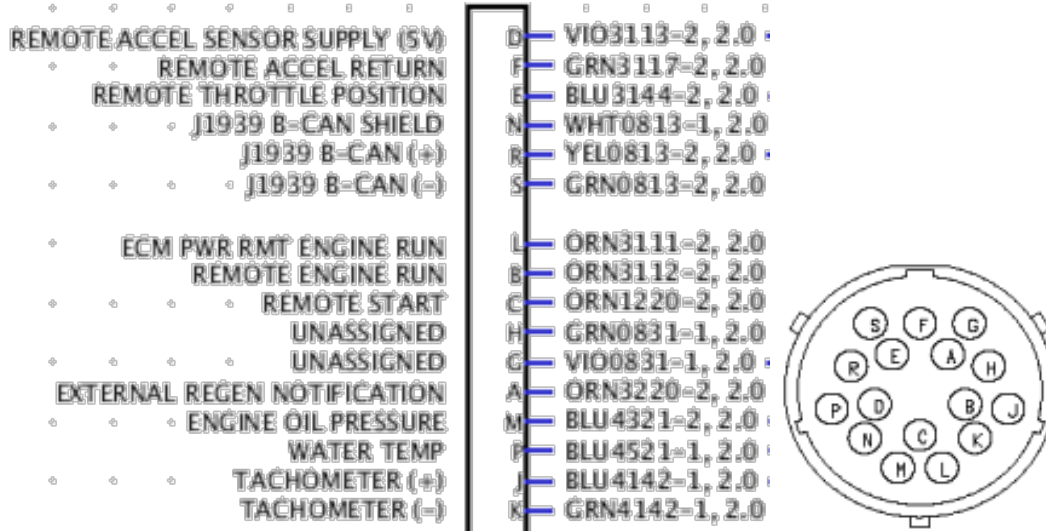 REMOTE ACCEL SENSOR SUPPLY (5V) D VIO3113-2, 2.0
REMOTE ACCEL RETURN F GRN3117-2, 2.0
REMOTE THROTTLE POSITION E BLU3144-2, 2.0
J1939 B-CAN SHIELD N WHT0813-1, 2.0
J1939 B-CAN (+) R YEL0813-2, 2.0
J1939 B-CAN (-) S GRN0813-2, 2.0
ECM PWR RMT ENGINE RUN L ORN3111-2, 2.0
REMOTE ENGINE RUN B ORN3112-2, 2.0
REMOTE START C ORN1220-2, 2.0
UNASSIGNED H GRN0831-1, 2.0
UNASSIGNED G VIO0831-1, 2.0
EXTERNAL REGEN NOTIFICATION A ORN3220-2, 2.0
ENGINE OIL PRESSURE M BLU4321-2, 2.0
WATER TEMP P BLU4521-1, 2.0
TACHOMETER (+) J BLU4142-1, 2.0
TACHOMETER (-) K GRN4142-1, 2.0
S F G
E A
R H
P D B J
N C K
M L